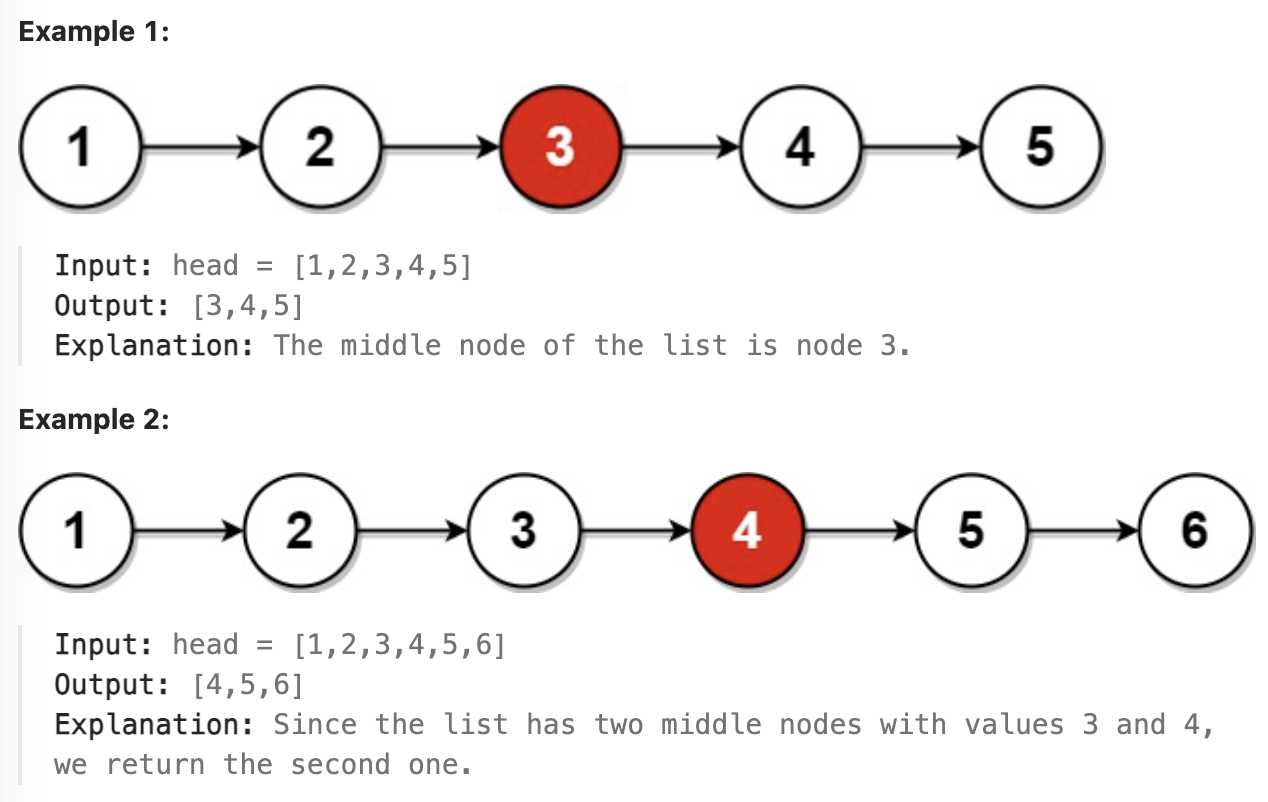 Example 1:
1 2 3 4 5
Input: head = [1,2,3,4,5]
Output: [3,4,5]
Explanation: The middle node of the list is node 3.
Example 2:
1 2 3 4 5 6
Input: head = [1,2,3,4,5,6]
Output: [4,5,6]
Explanation: Since the list has two middle nodes with values 3 and 4,
we return the second one.